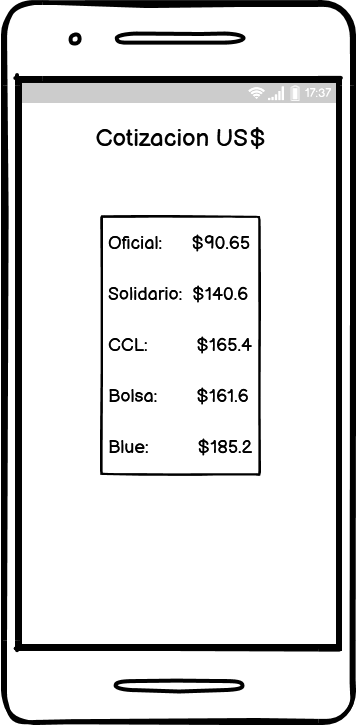 17:37
Cotizacion US$
Oficial: $90.65
Solidario: $140.6
CCL: $165.4
Bolsa: $161.6
Blue: $185.2